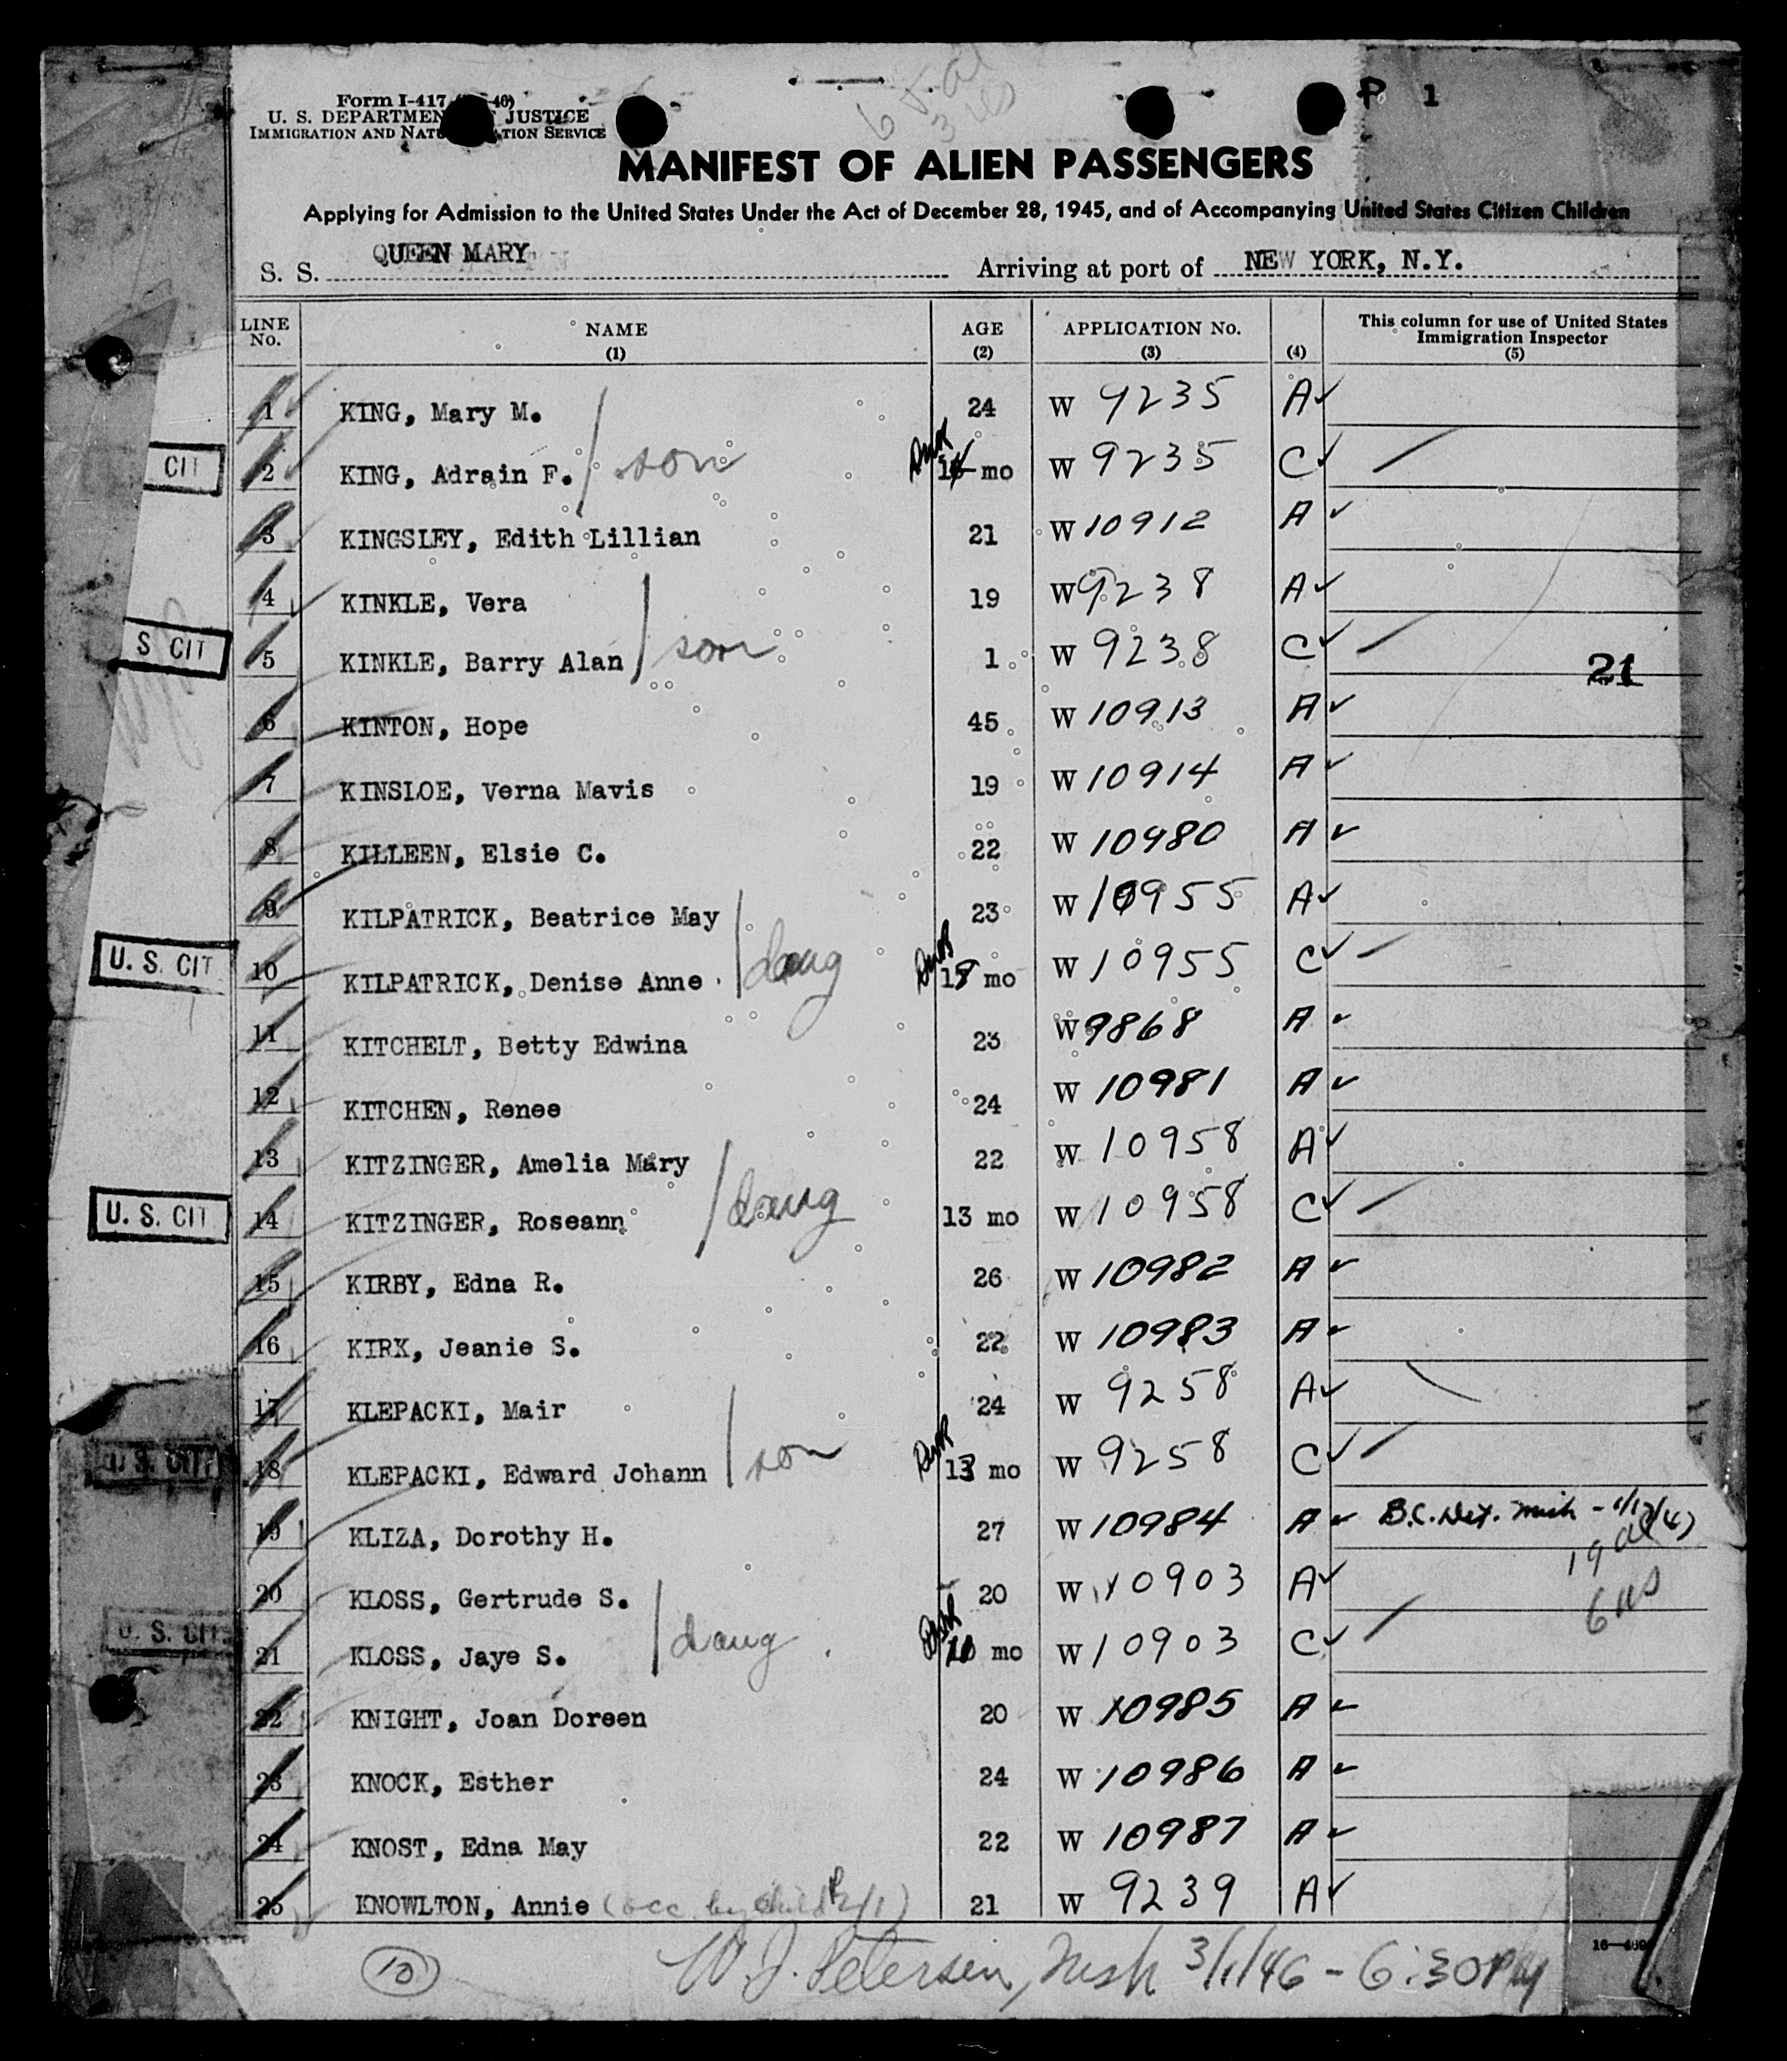 P 1
Form I-417
U. S. DEPARTMEN JUSTICE
IMMIGRATION AND NATU TION SERVICE
MANIFEST OF ALIEN PASSENGERS
Applying for Admission to the United States Under the Act of December 28, 1945, and of Accompanying United States Citizen Children
S. S. QUEEN MARY Arriving at port of NEW YORK, N.Y.
LINE No. NAME (1) AGE (2) APPLICATION No. (3) (4) This column for use of United States Immigration Inspector (5)
1 KING, Mary M. 24 W 9235 A
CIT 2 KING, Adrain F. son mo W 9235 C
3 KINGSLEY, Edith Lillian 21 W 10912 A
4 KINKLE, Vera 19 W 9238 A
S CIT 5 KINKLE, Barry Alan son 1 W 9238 C
21
6 KINTON, Hope 45 W 10913 A
7 KINSLOE, Verna Mavis 19 W 10914 A
8 KILLEEN, Elsie C. 22 W 10980 A
9 KILPATRICK, Beatrice May 23 W 10955 A
U. S. CIT 10 KILPATRICK, Denise Anne daug mo W 10955 C
11 KITCHELT, Betty Edwina 23 W 9868 A
12 KITCHEN, Renee 24 W 10981 A
13 KITZINGER, Amelia Mary 22 W 10958 A
U. S. CIT 14 KITZINGER, Roseann daug 13 mo W 10958 C
15 KIRBY, Edna R. 26 W 10982 A
16 KIRK, Jeanie S. 22 W 10983 A
17 KLEPACKI, Mair 24 W 9258 A
U. S. CIT 18 KLEPACKI, Edward Johann son 13 mo W 9258 C
19 KLIZA, Dorothy H. 27 W 10984 A
20 KLOSS, Gertrude S. 20 W 10903 A
U. S. CIT 21 KLOSS, Jaye S. daug mo W 10903 C
6 US
22 KNIGHT, Joan Doreen 20 W 10985 A
23 KNOCK, Esther 24 W 10986 A
24 KNOST, Edna May 22 W 10987 A
25 KNOWLTON, Annie 21 W 9239 A
10 W. J. Petersen, Insp 3/1/46 - 6:30 PM